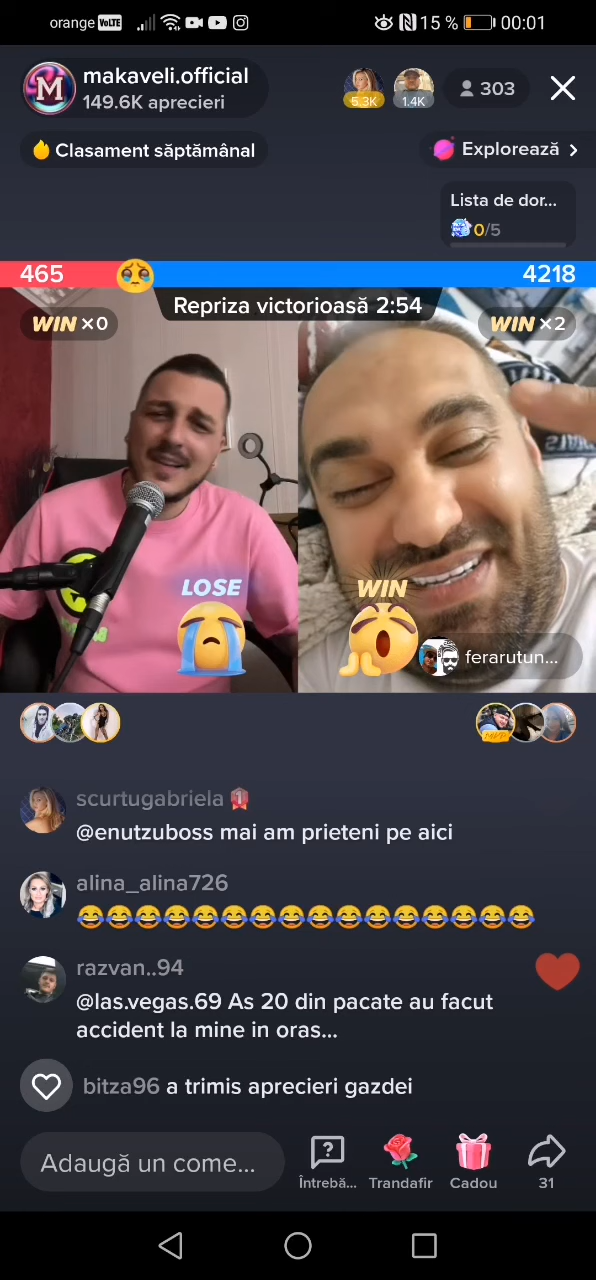 orange VoLTE 15 % 00:01
M makaveli.official
149.6K aprecieri
5.3K 1.4K 303
Clasament săptămânal
Explorează
Lista de dor...
0/5
465 4218
Repriza victorioasă 2:54
WIN ×0 WIN ×2
LOSE WIN
ferarutun...
scurtugabriela 1
@enutzuboss mai am prieteni pe aici
alina_alina726
😂😂😂😂😂😂😂😂😂😂😂😂😂😂😂😂
razvan..94
@las.vegas.69 As 20 din pacate au facut
accident la mine in oras...
bitza96 a trimis aprecieri gazdei
Adaugă un come...
Întrebă... Trandafir Cadou 31